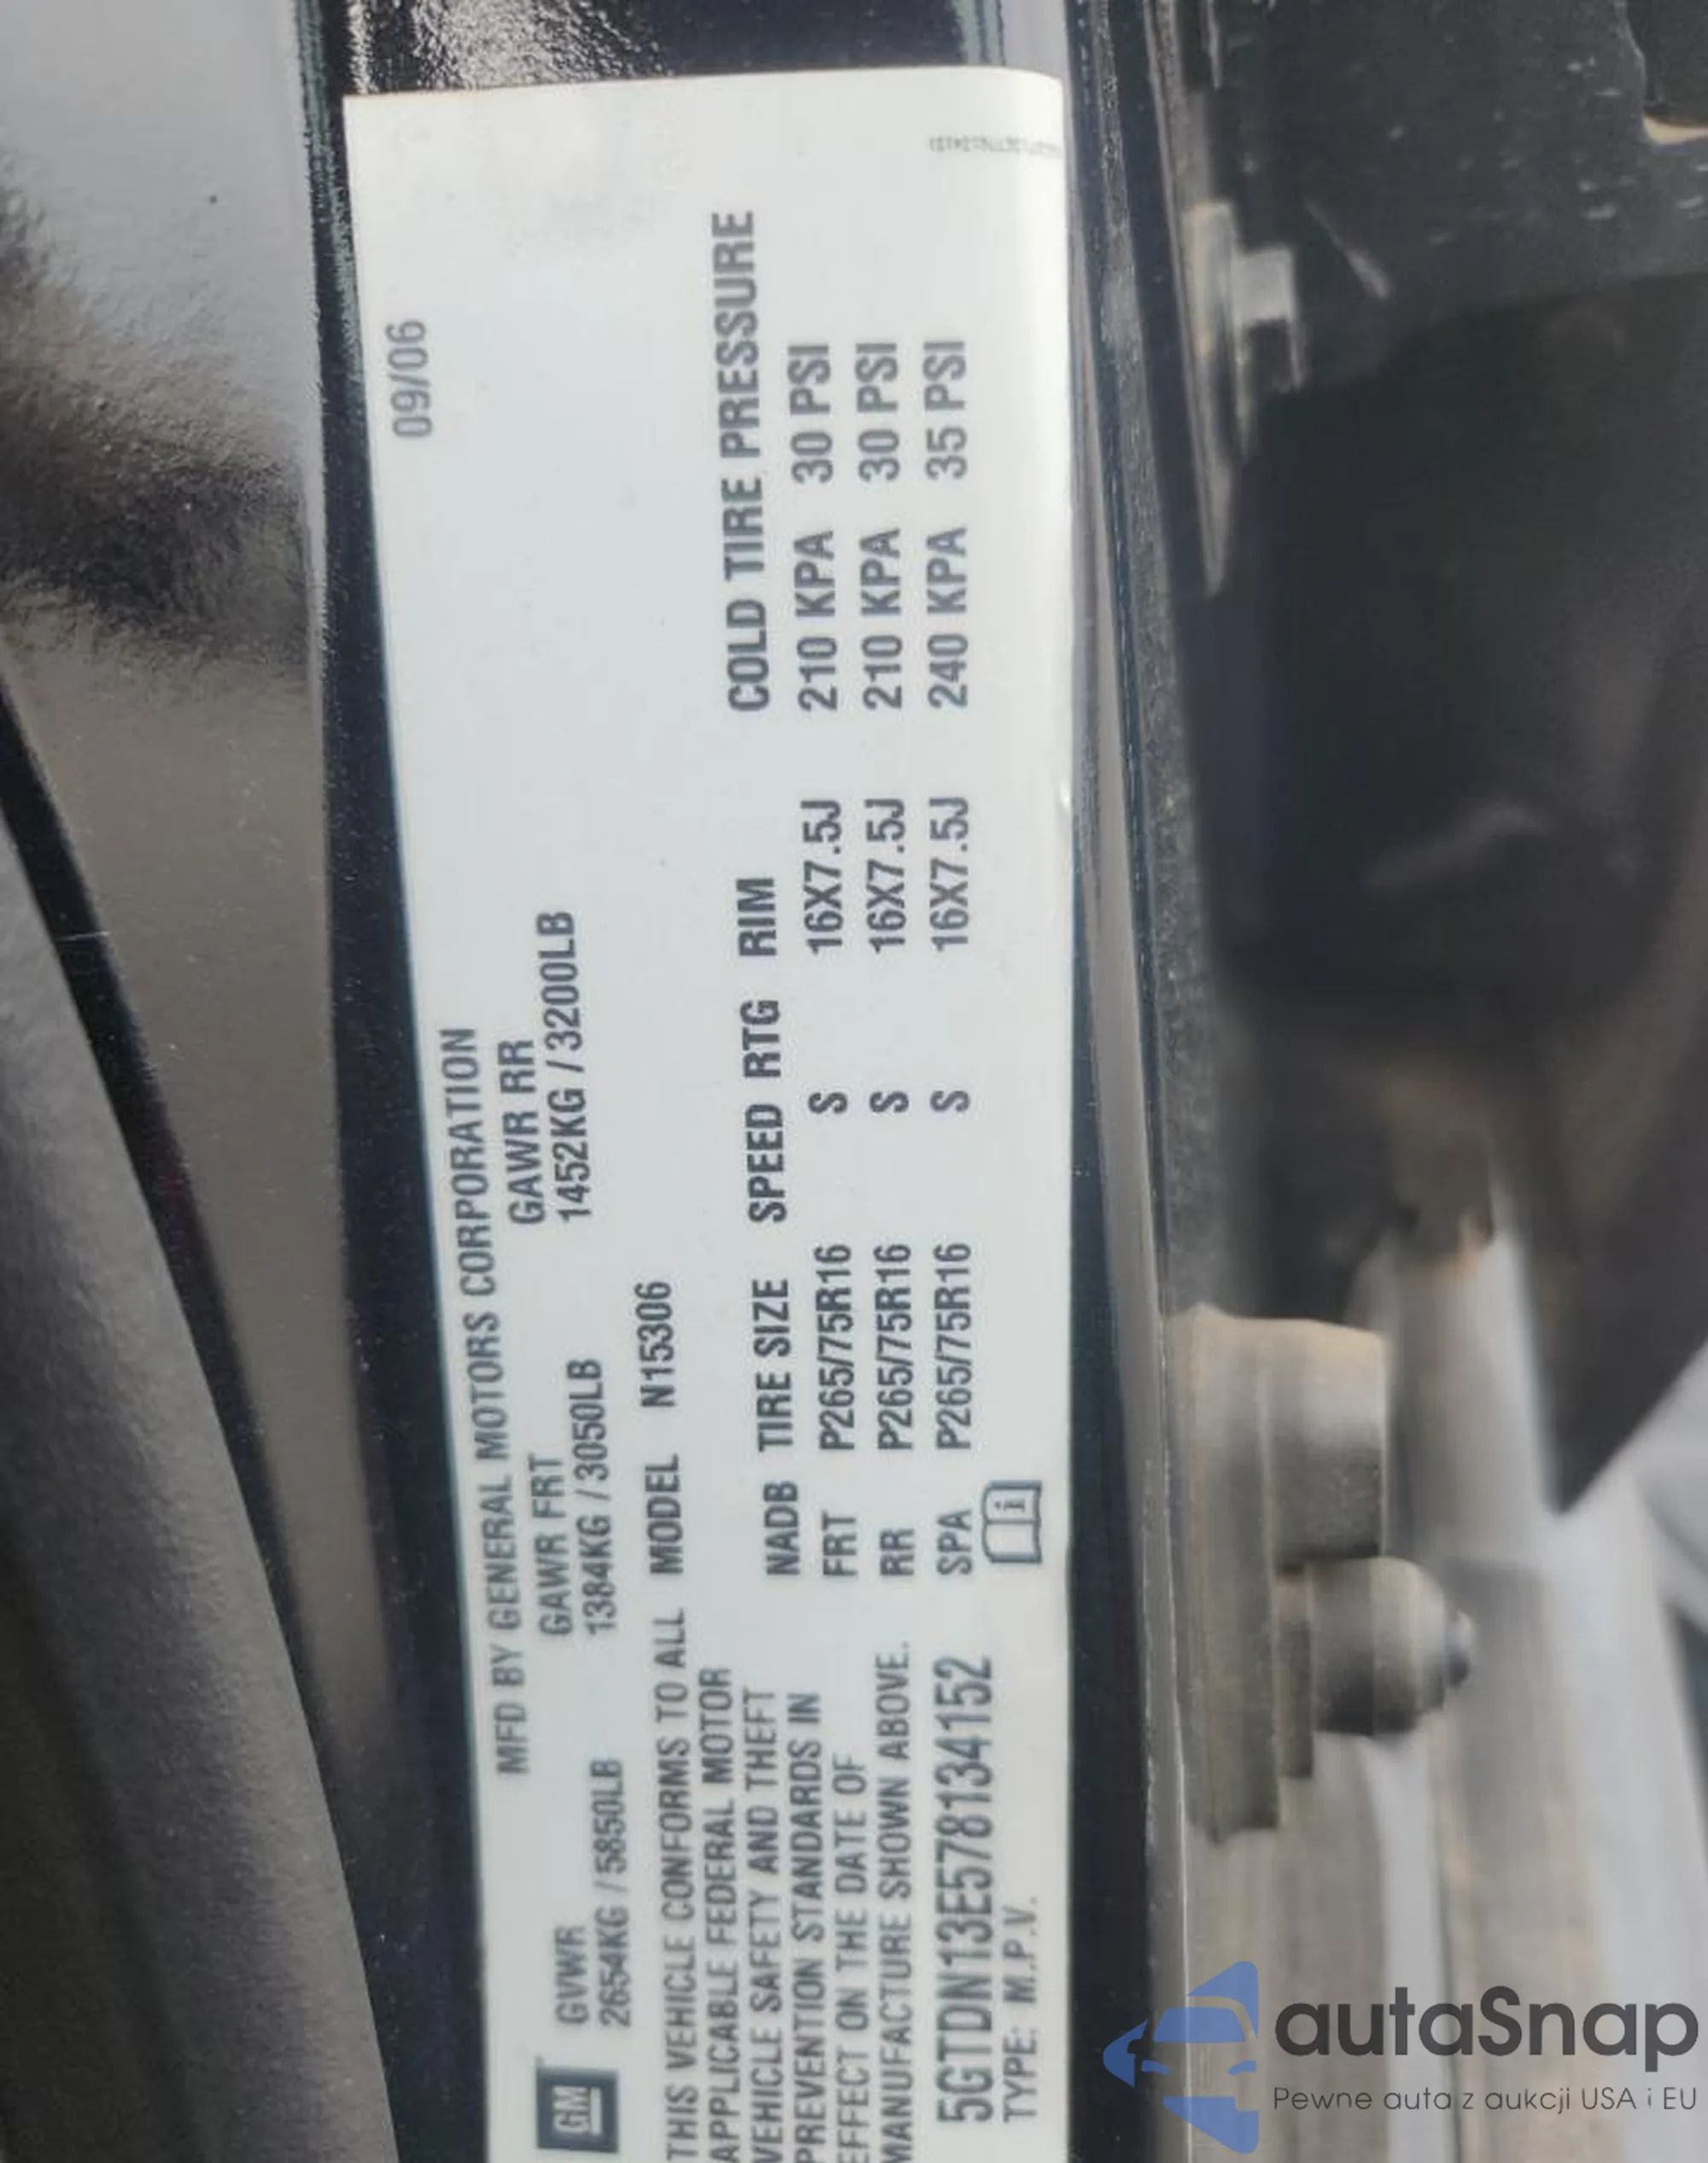 09/06
MFD BY GENERAL MOTORS CORPORATION
GVWR GAWR FRT GAWR RR
2654KG / 5850LB 1384KG / 3050LB 1452KG / 3200LB
GM
THIS VEHICLE CONFORMS TO ALL
APPLICABLE FEDERAL MOTOR
VEHICLE SAFETY AND THEFT
PREVENTION STANDARDS IN
EFFECT ON THE DATE OF
MANUFACTURE SHOWN ABOVE.
5GTDN13E578134152
TYPE: M.P.V.
MODEL N15306
NADB TIRE SIZE SPEED RTG RIM COLD TIRE PRESSURE
FRT P265/75R16 S 16X7.5J 210 KPA 30 PSI
RR P265/75R16 S 16X7.5J 210 KPA 30 PSI
SPA P265/75R16 S 16X7.5J 240 KPA 35 PSI
i
autaSnap
Pewne auta z aukcji USA i EU